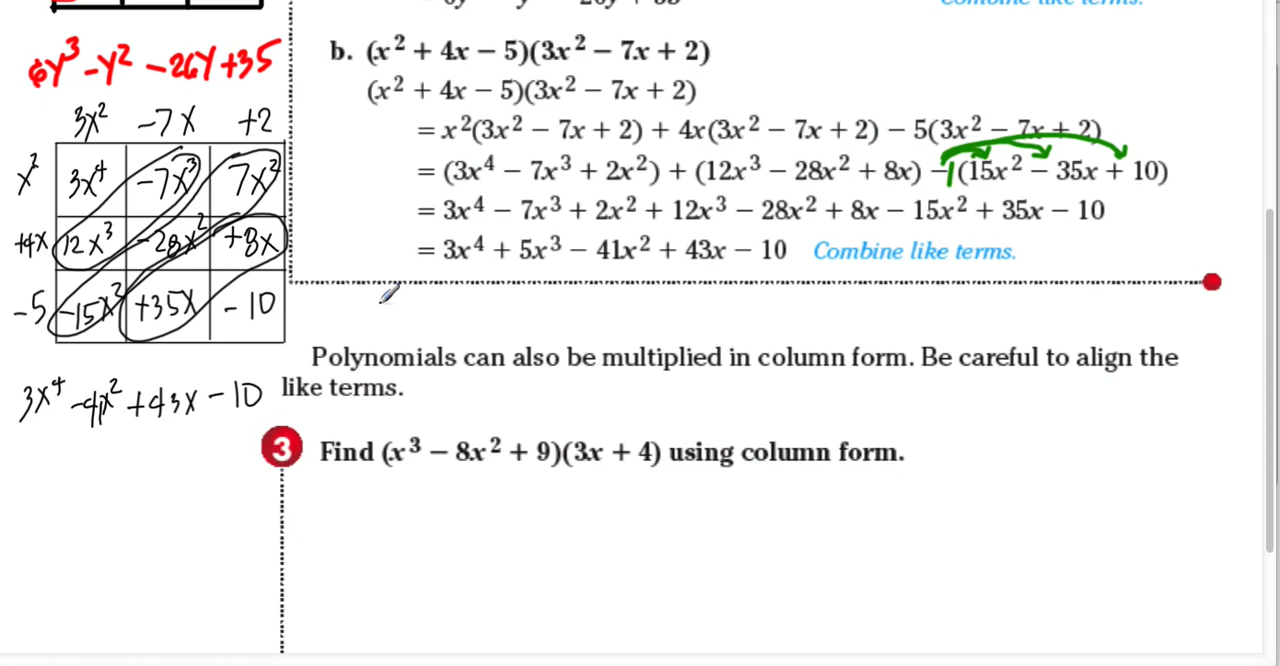 6y³ - y² - 26y + 35
b. (x² + 4x − 5)(3x² − 7x + 2)
(x² + 4x − 5)(3x² − 7x + 2)
= x²(3x² − 7x + 2) + 4x(3x² − 7x + 2) − 5(3x² − 7x + 2)
= (3x⁴ − 7x³ + 2x²) + (12x³ − 28x² + 8x) − 1(15x² − 35x + 10)
= 3x⁴ − 7x³ + 2x² + 12x³ − 28x² + 8x − 15x² + 35x − 10
= 3x⁴ + 5x³ − 41x² + 43x − 10 Combine like terms.
3x² -7x +2
x² 3x⁴ -7x³ 7x²
+4x 12x³ -28x² +8x
-5 -15x² +35x -10
3x⁴ -41x² +43x -10
Polynomials can also be multiplied in column form. Be careful to align the
like terms.
3 Find (x³ − 8x² + 9)(3x + 4) using column form.